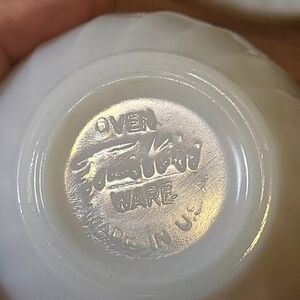 OVEN
Fire-King
WARE
MADE IN U.S.A.